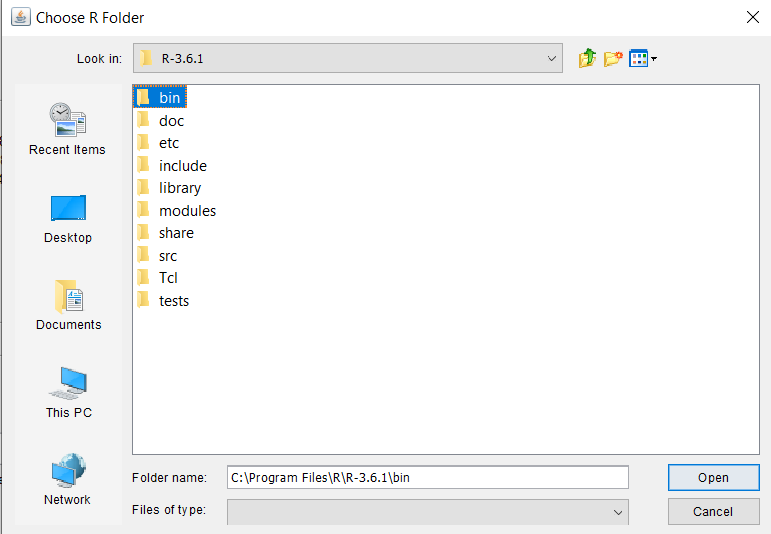 Choose R Folder
Look in: R-3.6.1
bin
doc
etc
include
library
modules
share
src
Tcl
tests
Recent Items
Desktop
Documents
This PC
Network
Folder name: C:\Program Files\R\R-3.6.1\bin Open
Files of type: Cancel